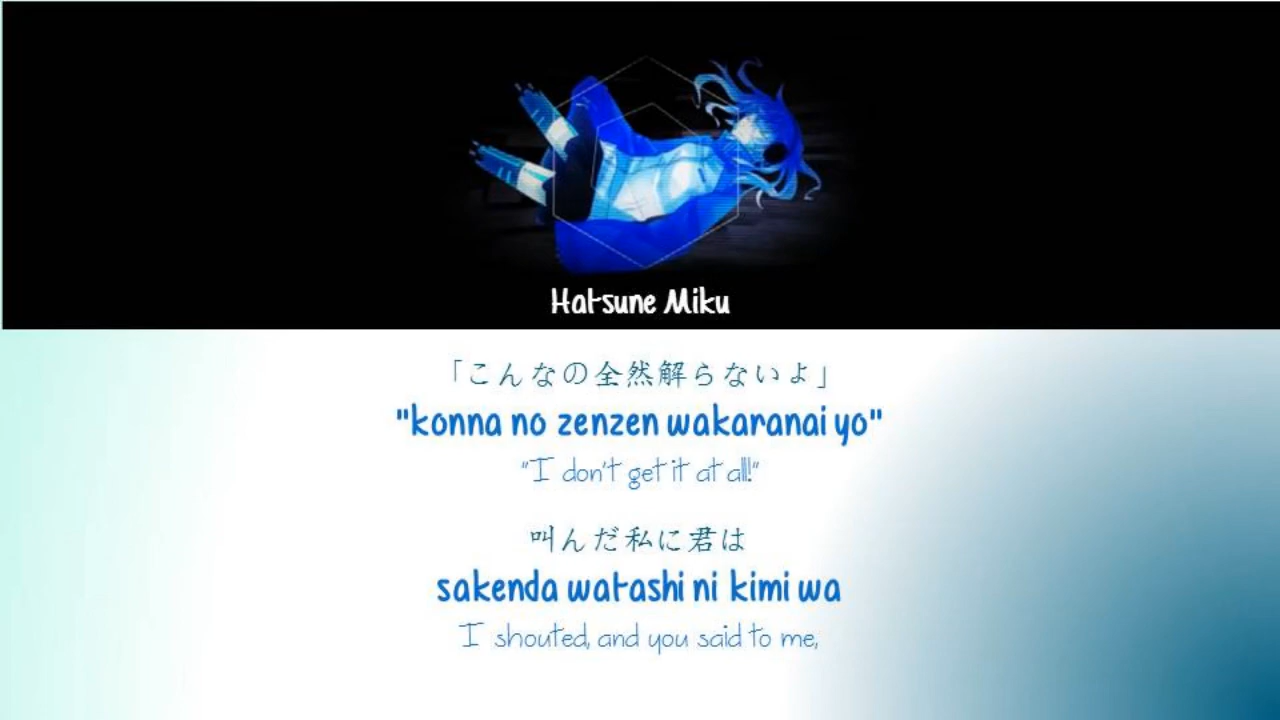 Hatsune Miku
「こんなの全然解らないよ」
"konna no zenzen wakaranai yo"
"I don't get it at all!"
叫んだ私に君は
sakenda watashi ni kimi wa
I shouted, and you said to me,